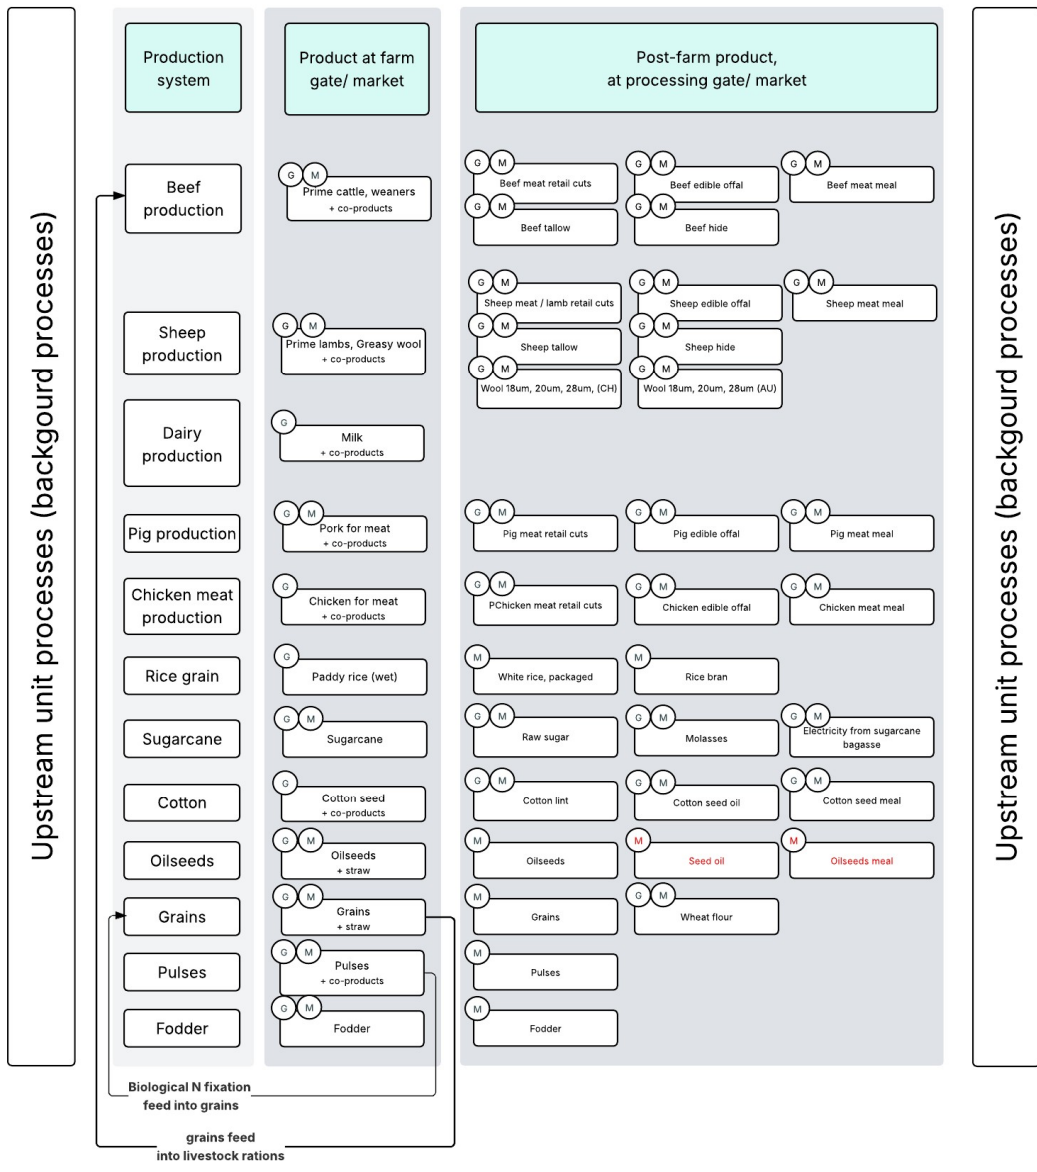 Upstream unit processes (backgourd processes)
Production
system
Product at farm
gate/ market
Post-farm product,
at processing gate/ market
Beef
production
G M
Prime cattle, weaners
+ co-products
G M
Beef meat retail cuts
G M
Beef edible offal
G M
Beef meat meal
G M
Beef tallow
G M
Beef hide
Sheep
production
G M
Prime lambs, Greasy wool
+ co-products
G M
Sheep meat / lamb retail cuts
G M
Sheep edible offal
G M
Sheep meat meal
G M
Sheep tallow
G M
Sheep hide
G M
Wool 18um, 20um, 28um, (CH)
G M
Wool 18um, 20um, 28um (AU)
Dairy
production
G
Milk
+ co-products
Pig production
G M
Pork for meat
+ co-products
G M
Pig meat retail cuts
G M
Pig edible offal
G M
Pig meat meal
Chicken meat
production
G
Chicken for meat
+ co-products
G M
PChicken meat retail cuts
G M
Chicken edible offal
G M
Chicken meat meal
Rice grain
G
Paddy rice (wet)
M
White rice, packaged
M
Rice bran
Sugarcane
G M
Sugarcane
G M
Raw sugar
G M
Molasses
G M
Electricity from sugarcane
bagasse
Cotton
G
Cotton seed
+ co-products
G M
Cotton lint
G M
Cotton seed oil
G M
Cotton seed meal
Oilseeds
G M
Oilseeds
+ straw
M
Oilseeds
M
Seed oil
M
Oilseeds meal
Grains
G M
Grains
+ straw
M
Grains
G M
Wheat flour
Pulses
G M
Pulses
+ co-products
M
Pulses
Fodder
G M
Fodder
M
Fodder
Biological N fixation
feed into grains
grains feed
into livestock rations
Upstream unit processes (backgourd processes)